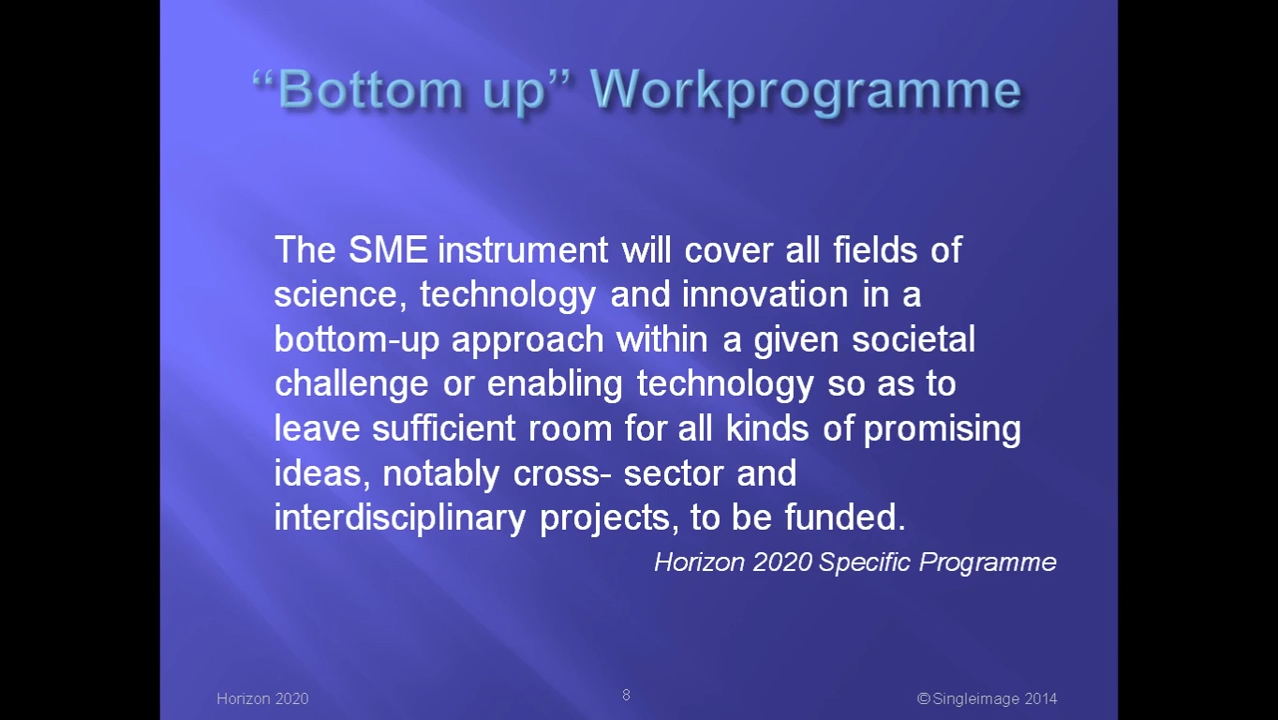 “Bottom up” Workprogramme
The SME instrument will cover all fields of
science, technology and innovation in a
bottom-up approach within a given societal
challenge or enabling technology so as to
leave sufficient room for all kinds of promising
ideas, notably cross- sector and
interdisciplinary projects, to be funded.
Horizon 2020 Specific Programme
Horizon 2020
8
© Singleimage 2014